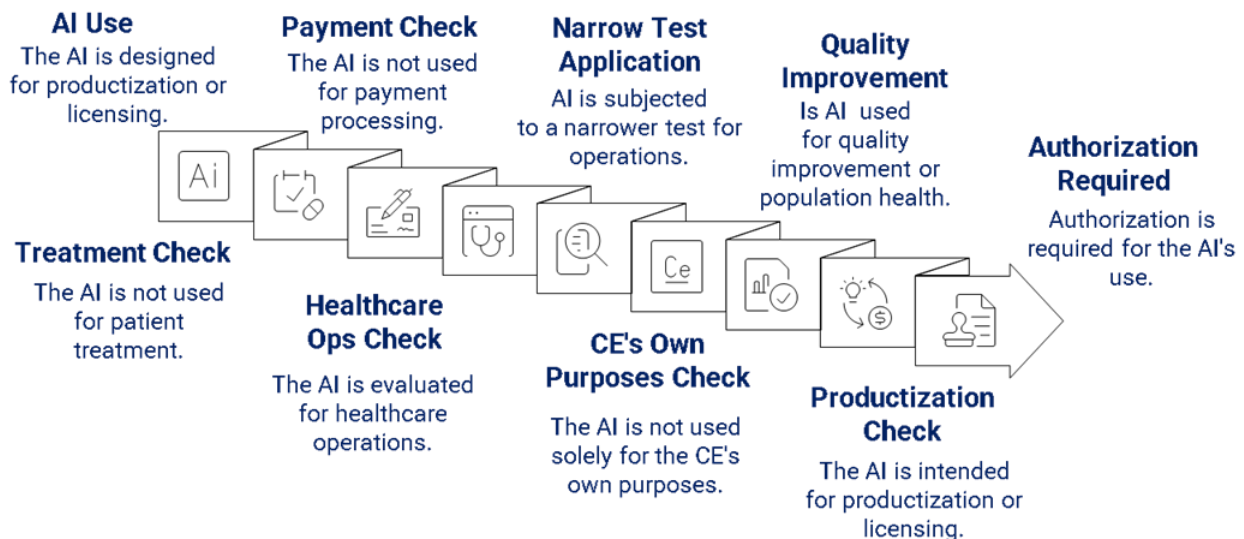 AI Use
The AI is designed
for productization or
licensing.
Treatment Check
The AI is not used
for patient
treatment.
Payment Check
The AI is not used
for payment
processing.
Healthcare
Ops Check
The AI is evaluated
for healthcare
operations.
Narrow Test
Application
AI is subjected
to a narrower test for
operations.
CE's Own
Purposes Check
The AI is not used
solely for the CE's
own purposes.
Quality
Improvement
Is AI used
for quality
improvement or
population health.
Productization
Check
The AI is intended
for productization or
licensing.
Authorization
Required
Authorization is
required for the AI's
use.
Ai
Ce
$